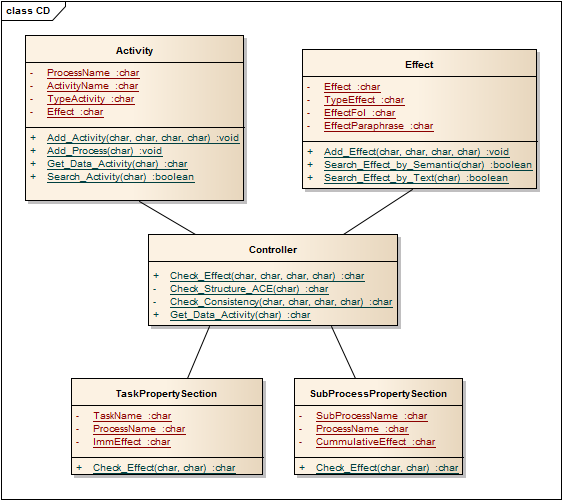 class CD
Activity
- ProcessName :char
- ActivityName :char
- TypeActivity :char
- Effect :char
+ Add_Activity(char, char, char, char) :void
+ Add_Process(char) :void
+ Get_Data_Activity(char) :char
+ Search_Activity(char) :boolean
Effect
- Effect :char
- TypeEffect :char
- EffectFol :char
- EffectParaphrase :char
+ Add_Effect(char, char, char, char) :void
+ Search_Effect_by_Semantic(char) :boolean
+ Search_Effect_by_Text(char) :boolean
Controller
+ Check_Effect(char, char, char, char) :char
- Check_Structure_ACE(char) :char
- Check_Consistency(char, char, char, char) :char
+ Get_Data_Activity(char) :char
TaskPropertySection
- TaskName :char
- ProcessName :char
- ImmEffect :char
+ Check_Effect(char, char) :char
SubProcessPropertySection
- SubProcessName :char
- ProcessName :char
- CummulativeEffect :char
+ Check_Effect(char, char) :char